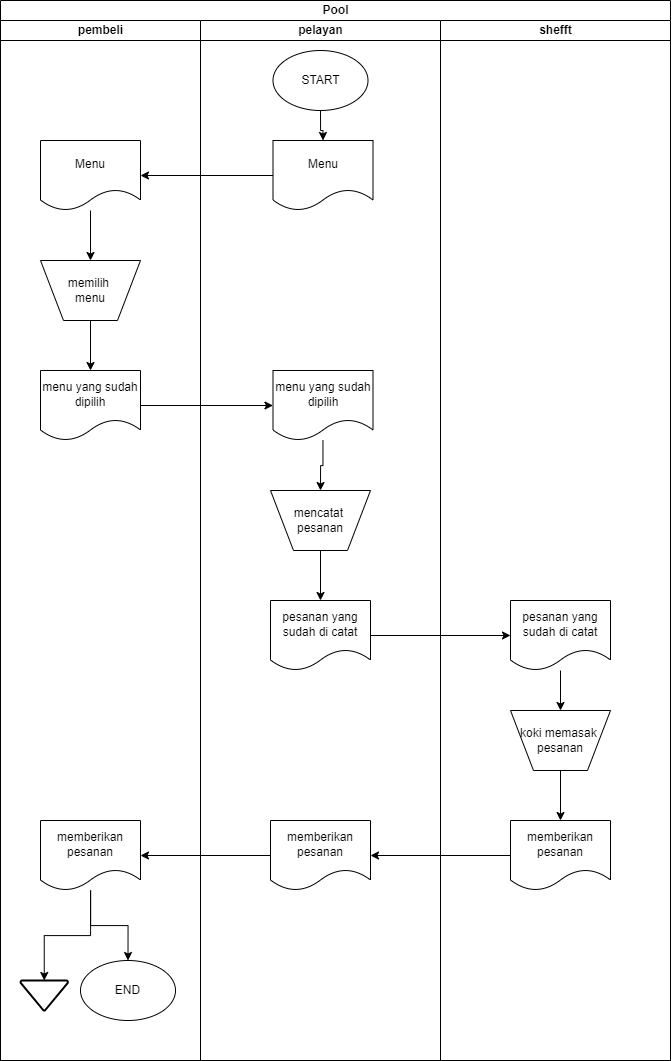 Pool
pembeli
pelayan
shefft
START
Menu
Menu
memilih
menu
menu yang sudah
dipilih
menu yang sudah
dipilih
mencatat
pesanan
pesanan yang
sudah di catat
pesanan yang
sudah di catat
koki memasak
pesanan
memberikan
pesanan
memberikan
pesanan
memberikan
pesanan
END